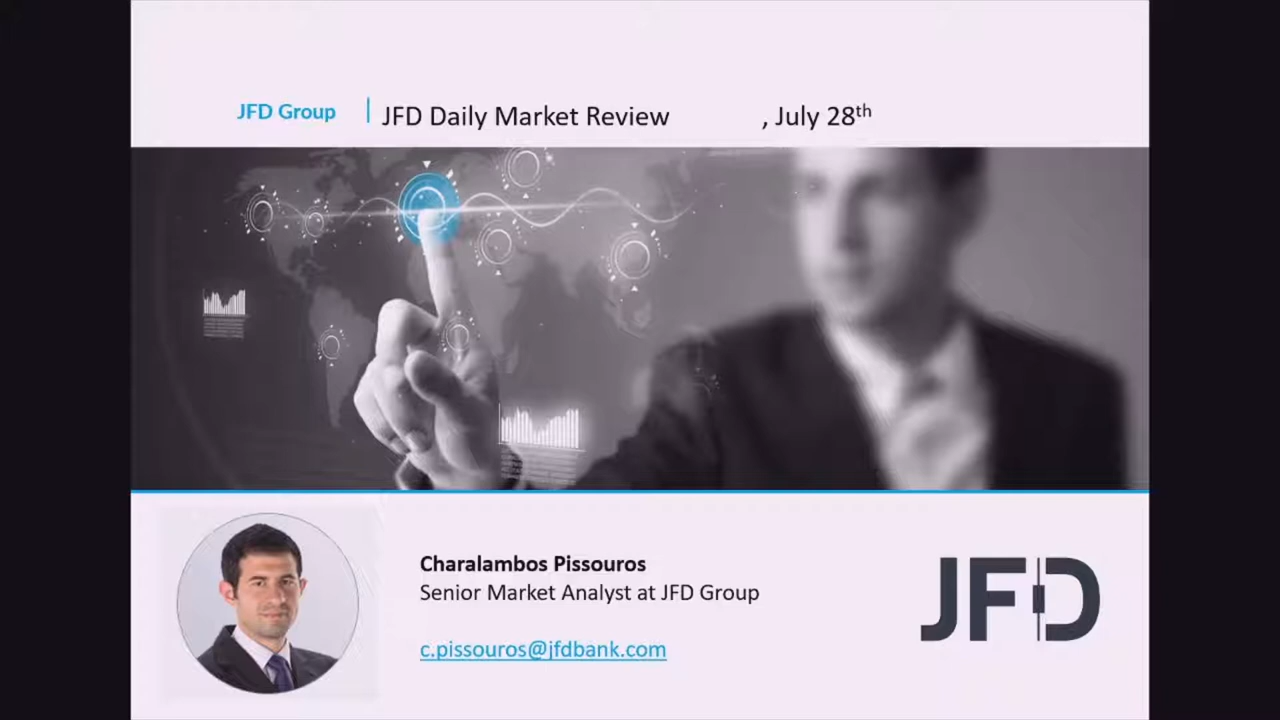 JFD Group
JFD Daily Market Review , July 28th
Charalambos Pissouros
Senior Market Analyst at JFD Group
c.pissouros@jfdbank.com
JFD